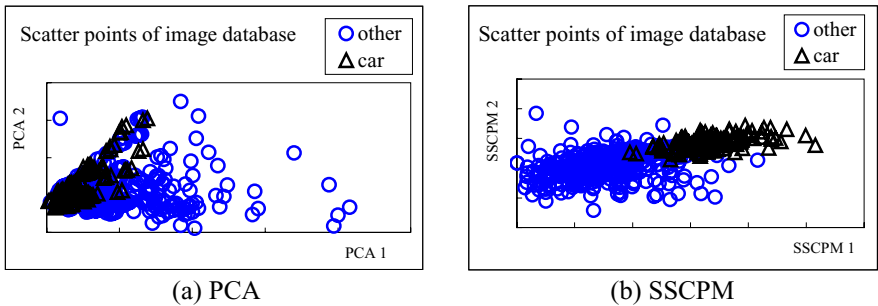 Scatter points of image database
other
car
PCA 2
PCA 1
(a) PCA
Scatter points of image database
other
car
SSCPM 2
SSCPM 1
(b) SSCPM